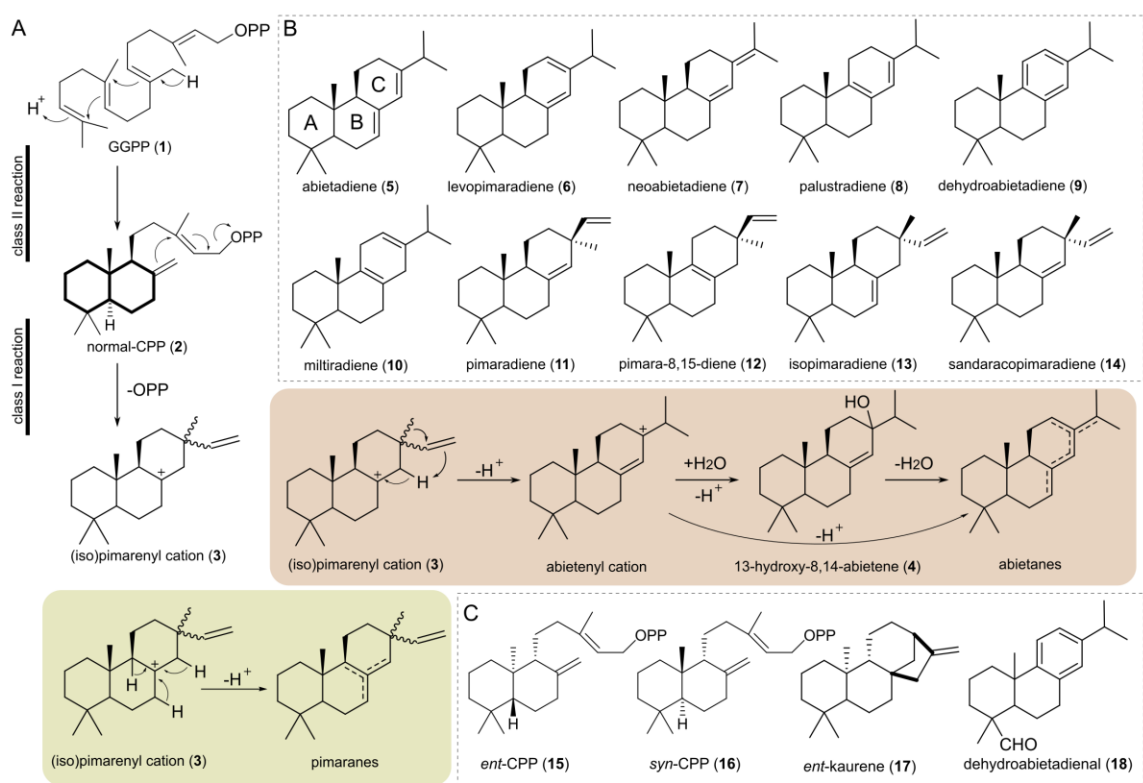 A
OPP
H
H+
GGPP (1)
class II reaction
OPP
H
normal-CPP (2)
class I reaction
-OPP
+
(iso)pimarenyl cation (3)
B
A
B
C
abietadiene (5)
levopimaradiene (6)
neoabietadiene (7)
palustradiene (8)
dehydroabietadiene (9)
miltiradiene (10)
pimaradiene (11)
pimara-8,15-diene (12)
isopimaradiene (13)
sandaracopimaradiene (14)
+
H
-H+
+
+H2O
-H+
HO
-H2O
-H+
(iso)pimarenyl cation (3)
abietenyl cation
13-hydroxy-8,14-abietene (4)
abietanes
+
H
H
H
-H+
(iso)pimarenyl cation (3)
pimaranes
C
OPP
H
ent-CPP (15)
OPP
H
syn-CPP (16)
ent-kaurene (17)
CHO
dehydroabietadienal (18)